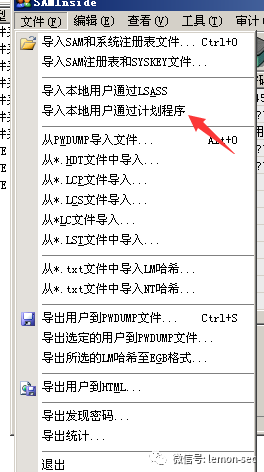 SAMInside
文件(F) 编辑(E) 查看(V) 工具(T) 审计(
导入SAM和系统注册表文件... Ctrl+O
导入SAM注册表和SYSKEY文件...
导入本地用户通过LSASS
导入本地用户通过计划程序
从PWDUMP导入文件... Alt+O
从*.HDT文件中导入...
从*.LCP文件导入...
从*.LCS文件导入...
从*LC文件导入...
从*.LST文件中导入...
从*.txt文件中导入LM哈希...
从*.txt文件中导入NT哈希...
导出用户到PWDUMP文件... Ctrl+S
导出选定的用户到PWDUMP文件...
导出所选的LM哈希至EGB格式...
导出用户到HTML...
导出发现密码...
导出统计...
退出
微信号: lemon-sec